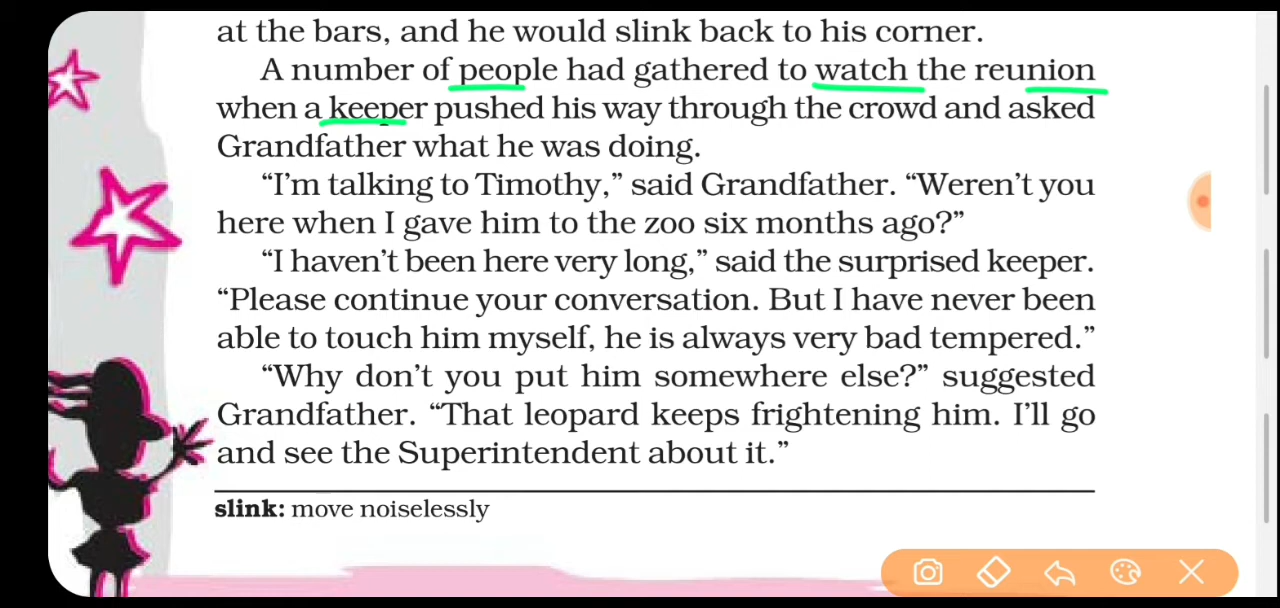 at the bars, and he would slink back to his corner.
A number of people had gathered to watch the reunion
when a keeper pushed his way through the crowd and asked
Grandfather what he was doing.
“I’m talking to Timothy,” said Grandfather. “Weren’t you
here when I gave him to the zoo six months ago?”
“I haven’t been here very long,” said the surprised keeper.
“Please continue your conversation. But I have never been
able to touch him myself, he is always very bad tempered.”
“Why don’t you put him somewhere else?” suggested
Grandfather. “That leopard keeps frightening him. I’ll go
and see the Superintendent about it.”
slink: move noiselessly